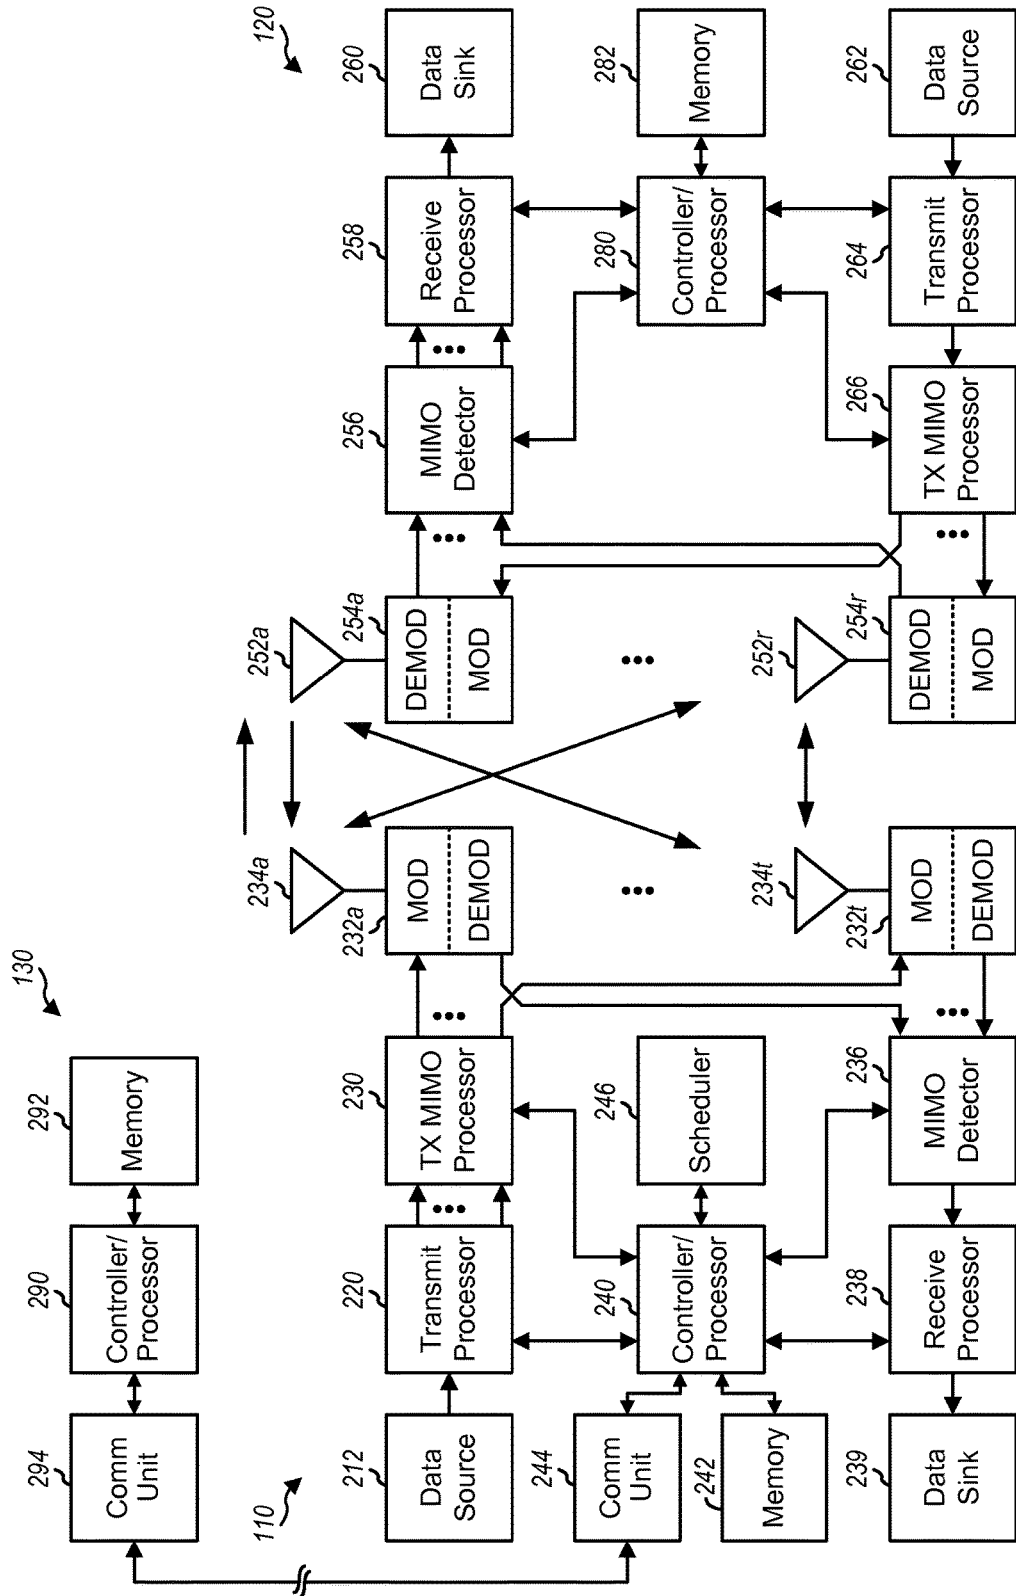 130
294
Comm
Unit
290
Controller/
Processor
292
Memory
110
120
212
Data
Source
220
Transmit
Processor
230
TX MIMO
Processor
232a
MOD
DEMOD
234a
252a
254a
DEMOD
MOD
256
MIMO
Detector
258
Receive
Processor
260
Data
Sink
244
Comm
Unit
242
Memory
240
Controller/
Processor
246
Scheduler
280
Controller/
Processor
282
Memory
239
Data
Sink
238
Receive
Processor
236
MIMO
Detector
232t
MOD
DEMOD
234t
252r
254r
DEMOD
MOD
266
TX MIMO
Processor
264
Transmit
Processor
262
Data
Source